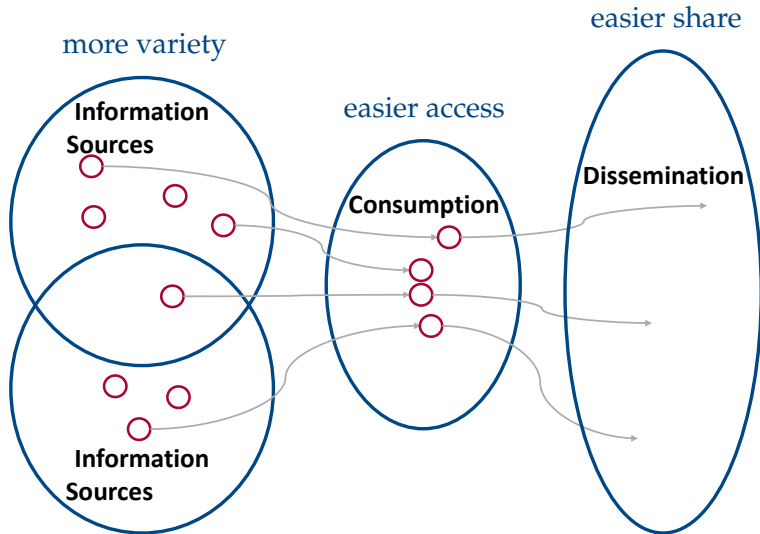 more variety
Information
Sources
Information
Sources
easier access
Consumption
easier share
Dissemination